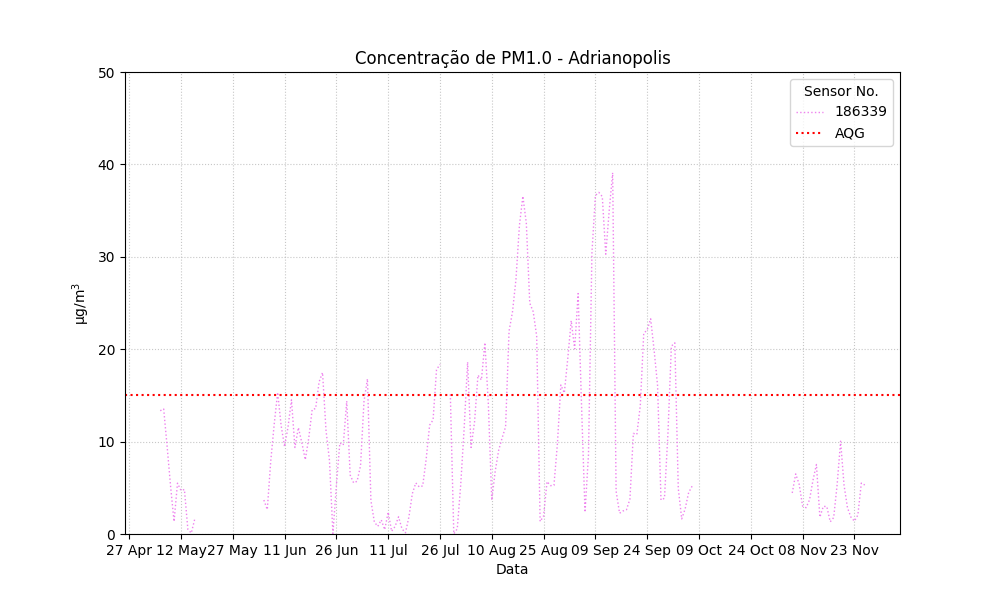 Concentração de PM1.0 - Adrianopolis
50
40
30
20
10
0
µg/m³
Sensor No.
186339
AQG
27 Apr 12 May 27 May 11 Jun 26 Jun 11 Jul 26 Jul 10 Aug 25 Aug 09 Sep 24 Sep 09 Oct 24 Oct 08 Nov 23 Nov
Data